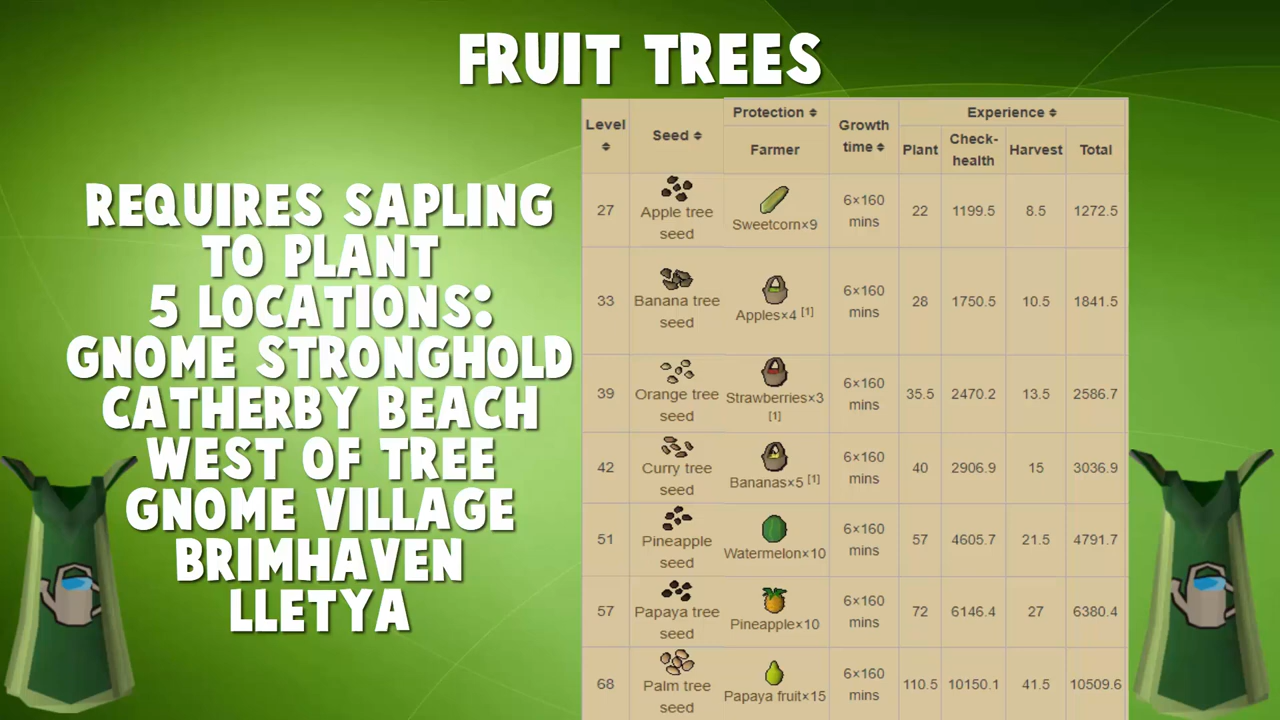 FRUIT TREES
REQUIRES SAPLING
TO PLANT
5 LOCATIONS:
GNOME STRONGHOLD
CATHERBY BEACH
WEST OF TREE
GNOME VILLAGE
BRIMHAVEN
LLETYA
Level Seed Protection Growth time Experience
Farmer Plant Check-health Harvest Total
27 Apple tree seed Sweetcorn×9 6×160 mins 22 1199.5 8.5 1272.5
33 Banana tree seed Apples×4 [1] 6×160 mins 28 1750.5 10.5 1841.5
39 Orange tree seed Strawberries×3 [1] 6×160 mins 35.5 2470.2 13.5 2586.7
42 Curry tree seed Bananas×5 [1] 6×160 mins 40 2906.9 15 3036.9
51 Pineapple seed Watermelon×10 6×160 mins 57 4605.7 21.5 4791.7
57 Papaya tree seed Pineapple×10 6×160 mins 72 6146.4 27 6380.4
68 Palm tree seed Papaya fruit×15 6×160 mins 110.5 10150.1 41.5 10509.6